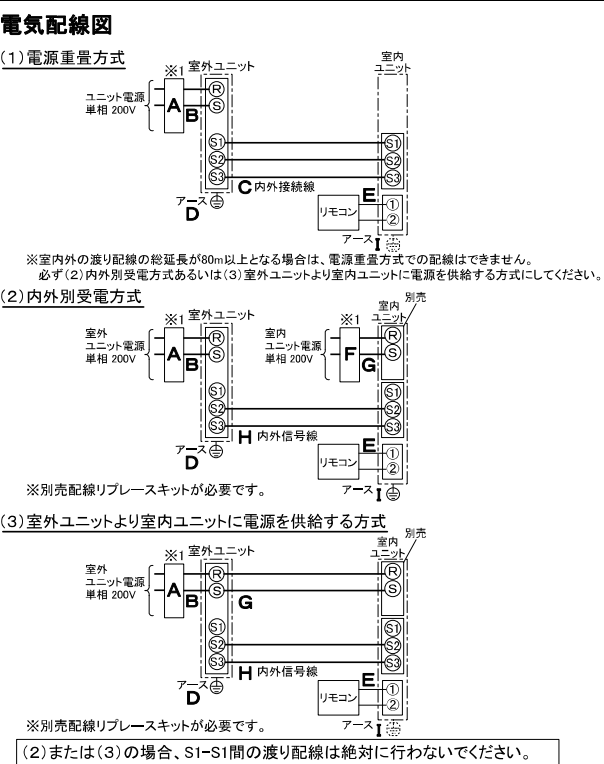 電気配線図
(1)電源重畳方式
※1 室外ユニット
室内
ユニット
ユニット電源
単相 200V
A
B
R
S
S1
S2
S3
S1
S2
S3
C 内外接続線
アース
D
E
リモコン
①
②
アース I
※室内外の渡り配線の総延長が80m以上となる場合は、電源重畳方式での配線はできません。
必ず(2)内外別受電方式あるいは(3)室外ユニットより室内ユニットに電源を供給する方式にしてください。
(2)内外別受電方式
※1 室外ユニット
※1
室内
ユニット
別売
室外
ユニット電源
単相 200V
A
B
R
S
室内
ユニット電源
単相 200V
F
G
R
S
S1
S2
S3
S1
S2
S3
H 内外信号線
アース
D
E
リモコン
①
②
アース I
※別売配線リプレースキットが必要です。
(3)室外ユニットより室内ユニットに電源を供給する方式
※1 室外ユニット
室内
ユニット
別売
室外
ユニット電源
単相 200V
A
B
R
S
G
R
S
S1
S2
S3
S1
S2
S3
H 内外信号線
アース
D
E
リモコン
①
②
アース I
※別売配線リプレースキットが必要です。
(2)または(3)の場合、S1-S1間の渡り配線は絶対に行わないでください。